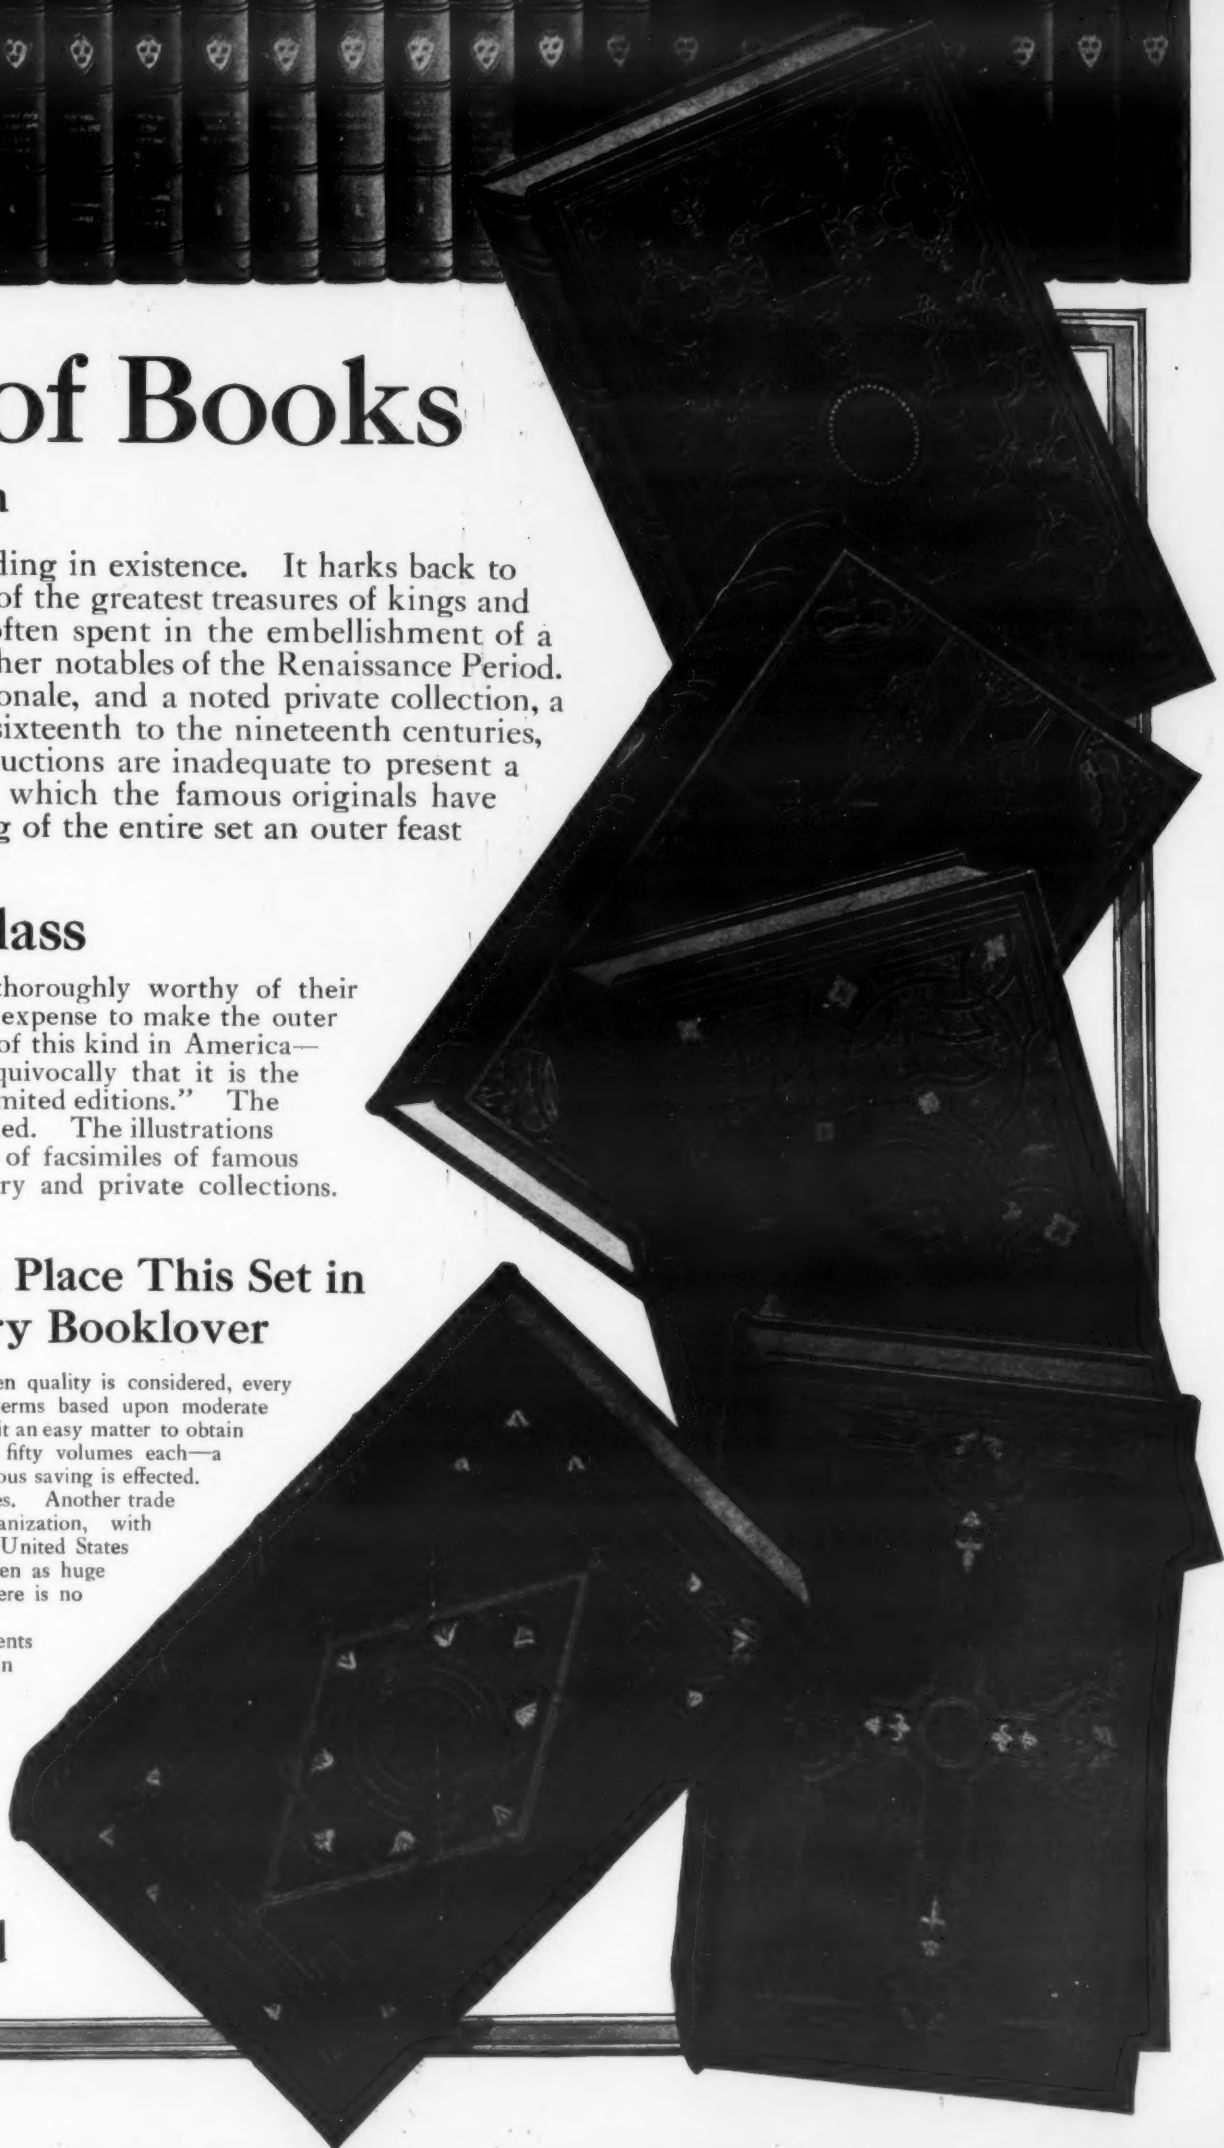 of Books
ling in existence. It harks back to
of the greatest treasures of kings and
often spent in the embellishment of a
her notables of the Renaissance Period.
onale, and a noted private collection, a
sixteenth to the nineteenth centuries,
uctions are inadequate to present a
which the famous originals have
g of the entire set an outer feast
lass
thoroughly worthy of their
expense to make the outer
of this kind in America—
quivocally that it is the
mited editions." The
ed. The illustrations
of facsimiles of famous
ry and private collections.
Place This Set in
ry Booklover
en quality is considered, every
erms based upon moderate
it an easy matter to obtain
fifty volumes each—a
ous saving is effected.
es. Another trade
anization, with
United States
en as huge
ere is no
ents
n